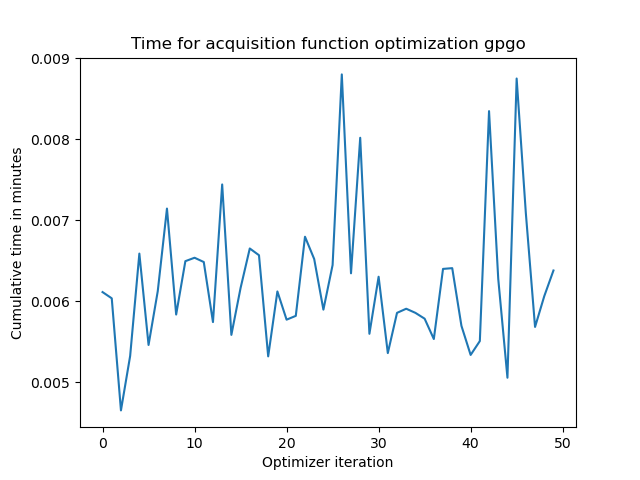 Time for acquisition function optimization gpgo
0.009
0.008
0.007
0.006
0.005
Cumulative time in minutes
0 10 20 30 40 50
Optimizer iteration